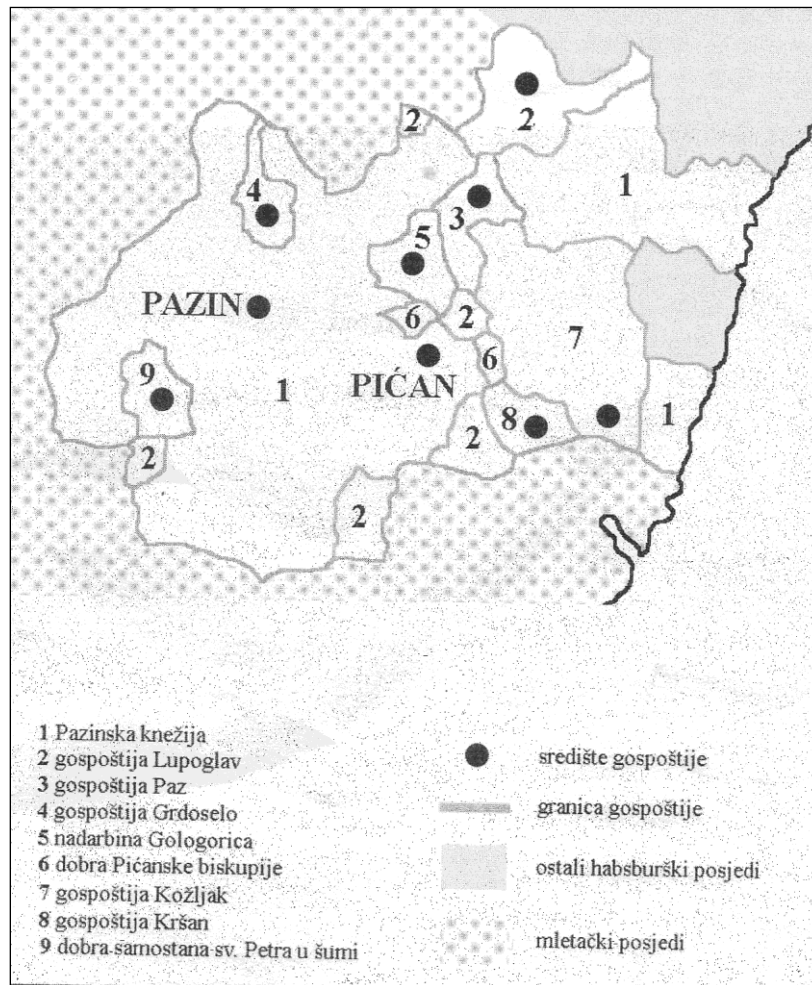 2
2
1
4
3
5
PAZIN
6
2
7
6
PIĆAN
9
1
8
1
2
2
2
1 Pazinska knežija
2 gospoštija Lupoglav
3 gospoštija Paz
4 gospoštija Grdoselo
5 nadarbina Gologorica
6 dobra Pićanske biskupije
7 gospoštija Kožljak
8 gospoštija Kršan
9 dobra samostana sv. Petra u šumi
središte gospoštije
granica gospoštije
ostali habsburški posjedi
mletački posjedi